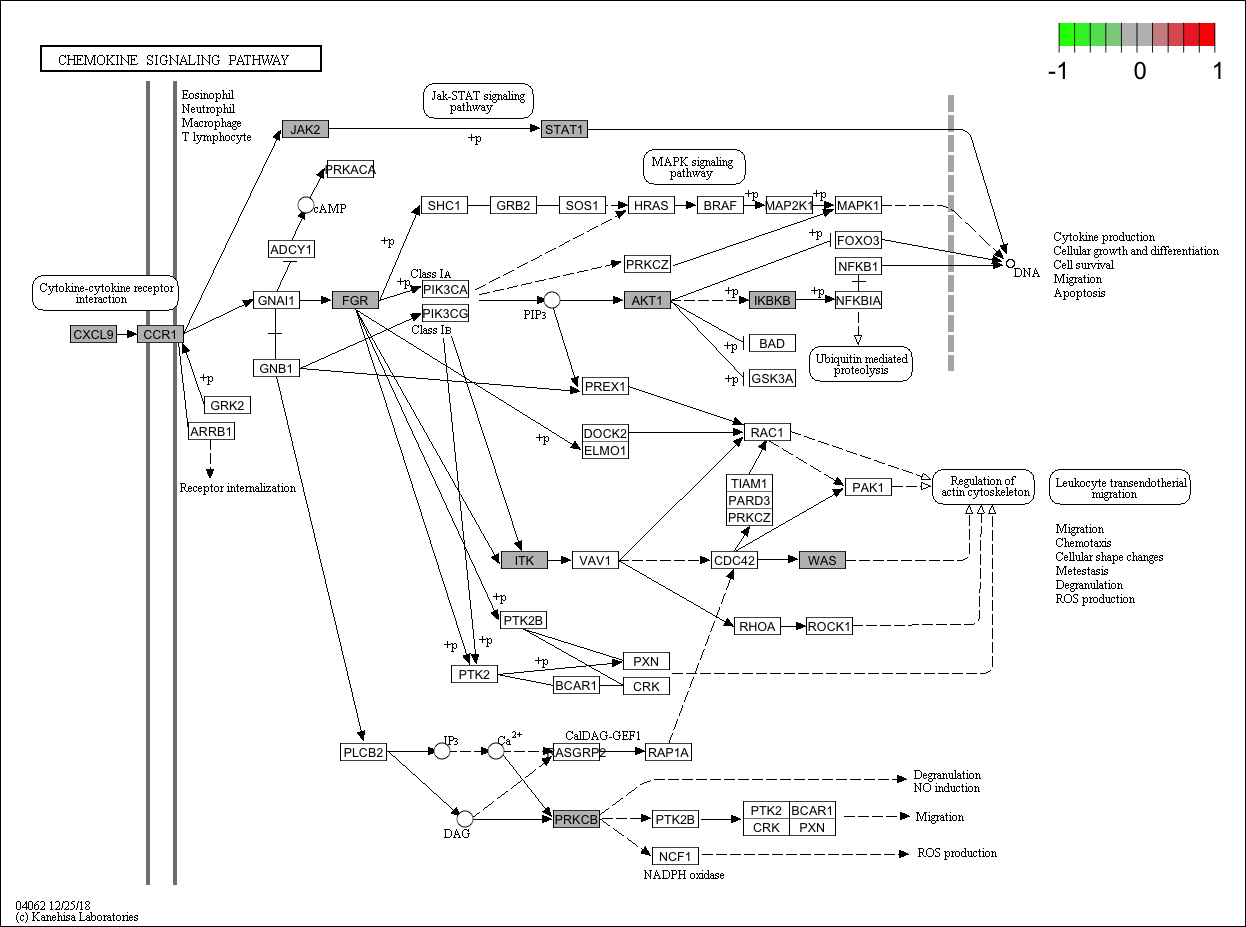 CHEMOKINE SIGNALING PATHWAY
-1 0 1
Eosinophil
Neutrophil
Macrophage
T lymphocyte
Jak-STAT signaling
pathway
JAK2
+p
STAT1
PRKACA
cAMP
MAPK signaling
pathway
SHC1
GRB2
SOS1
HRAS
BRAF
+p
MAP2K1
+p
MAPK1
ADCY1
+p
+p
FOXO3
PRKCZ
NFKB1
DNA
Cytokine production
Cellular growth and differentiation
Cell survival
Migration
Apoptosis
Cytokine-cytokine receptor
interaction
Class IA
GNAI1
FGR
+p
PIK3CA
PIK3CG
Class IB
PIP3
AKT1
+p
IKBKB
+p
NFKBIA
CXCL9
CCR1
+p
BAD
+p
GSK3A
Ubiquitin mediated
proteolysis
GNB1
+p
GRK2
ARRB1
Receptor internalization
PREX1
+p
DOCK2
ELMO1
RAC1
TIAM1
PARD3
PRKCZ
PAK1
Regulation of
actin cytoskeleton
Leukocyte transendotherial
migration
Migration
Chemotaxis
Cellular shape changes
Metestasis
Degranulation
ROS production
ITK
VAV1
CDC42
WAS
+p
PTK2B
RHOA
ROCK1
+p
+p
PTK2
+p
PXN
BCAR1
CRK
PLCB2
IP3
Ca2+
CalDAG-GEF1
RASGRP2
RAP1A
DAG
PRKCB
PTK2B
PTK2
BCAR1
CRK
PXN
Degranulation
NO induction
Migration
NCF1
NADPH oxidase
ROS production
04062 12/25/18
(c) Kanehisa Laboratories